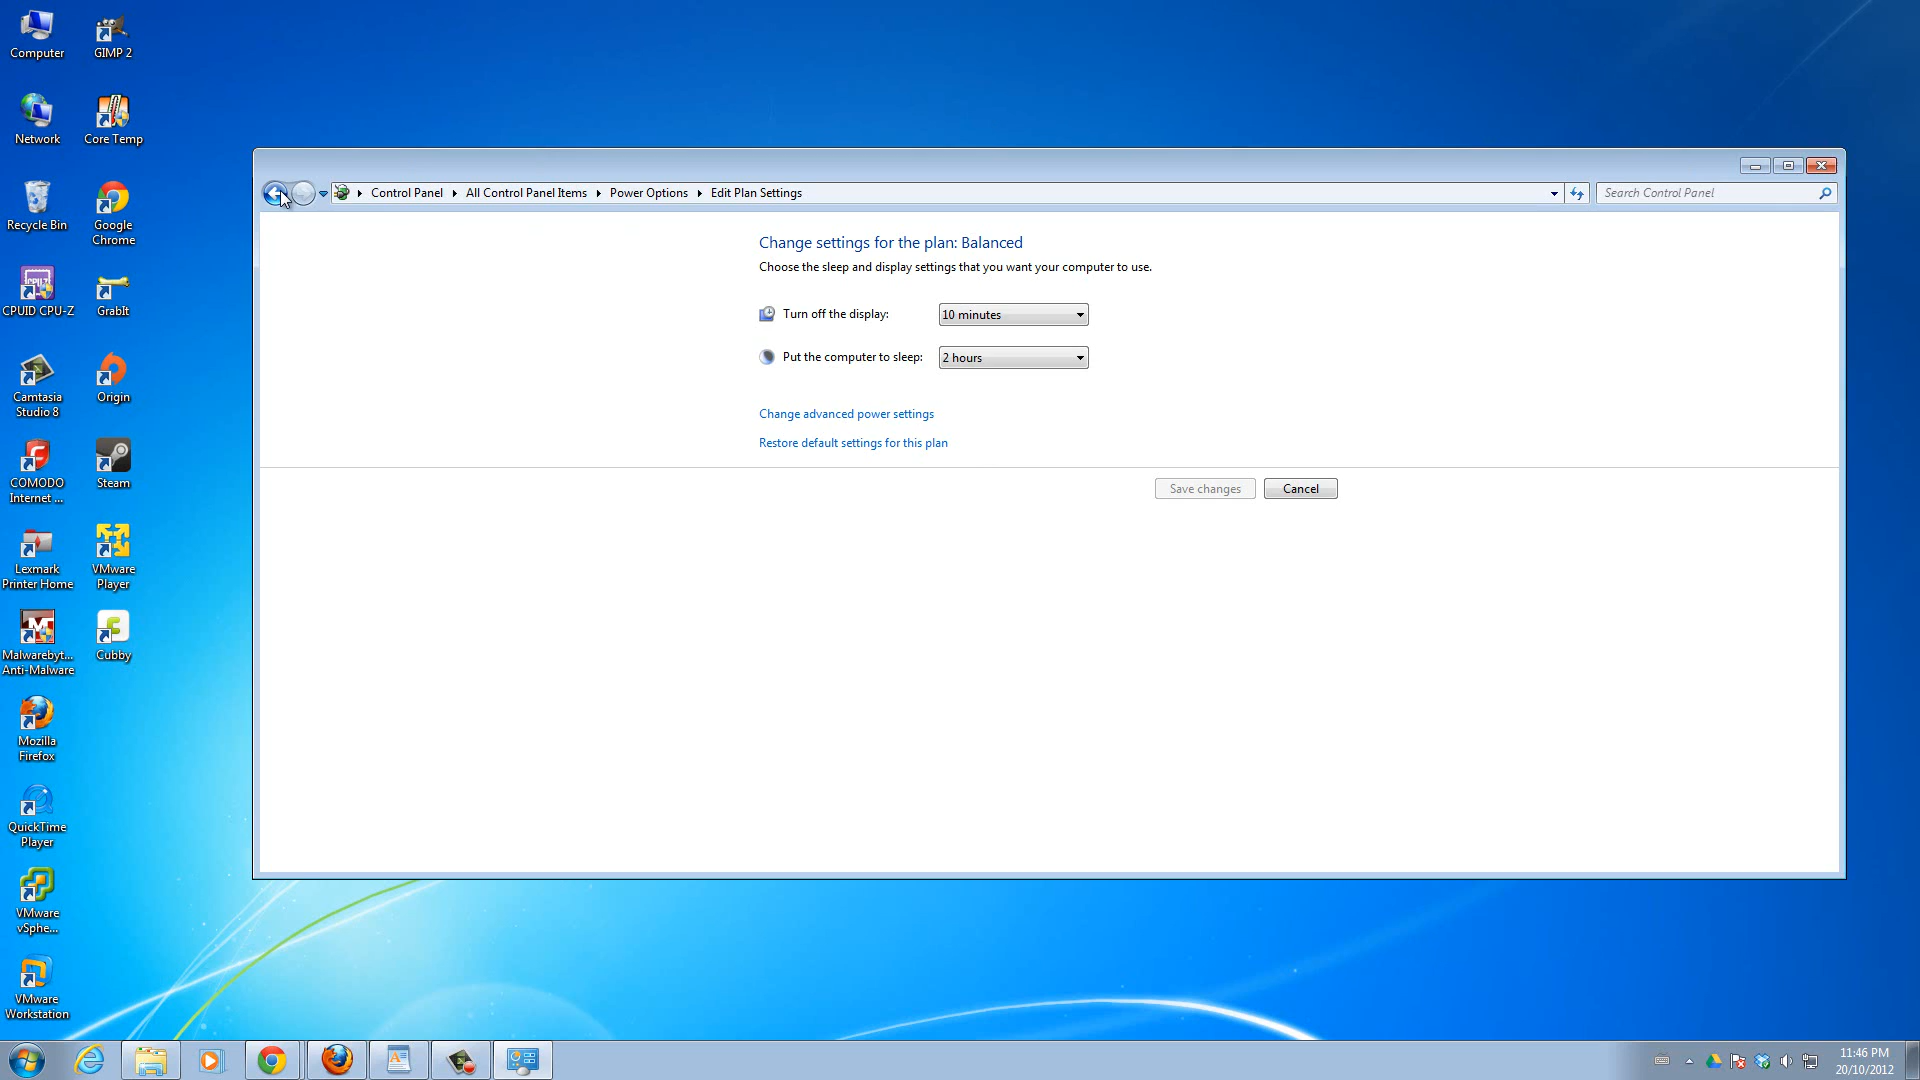 Computer
GIMP 2
Network
Core Temp
Recycle Bin
Google
Chrome
CPUID CPU-Z
GrabIt
Camtasia
Studio 8
Origin
COMODO
Internet ...
Steam
Lexmark
Printer Home
VMware
Player
Malwarebyt...
Anti-Malware
Cubby
Mozilla
Firefox
QuickTime
Player
VMware
vSphe...
VMware
Workstation
Control Panel
All Control Panel Items
Power Options
Edit Plan Settings
Search Control Panel
Change settings for the plan: Balanced
Choose the sleep and display settings that you want your computer to use.
Turn off the display:
10 minutes
Put the computer to sleep:
2 hours
Change advanced power settings
Restore default settings for this plan
Save changes
Cancel
11:46 PM
20/10/2012